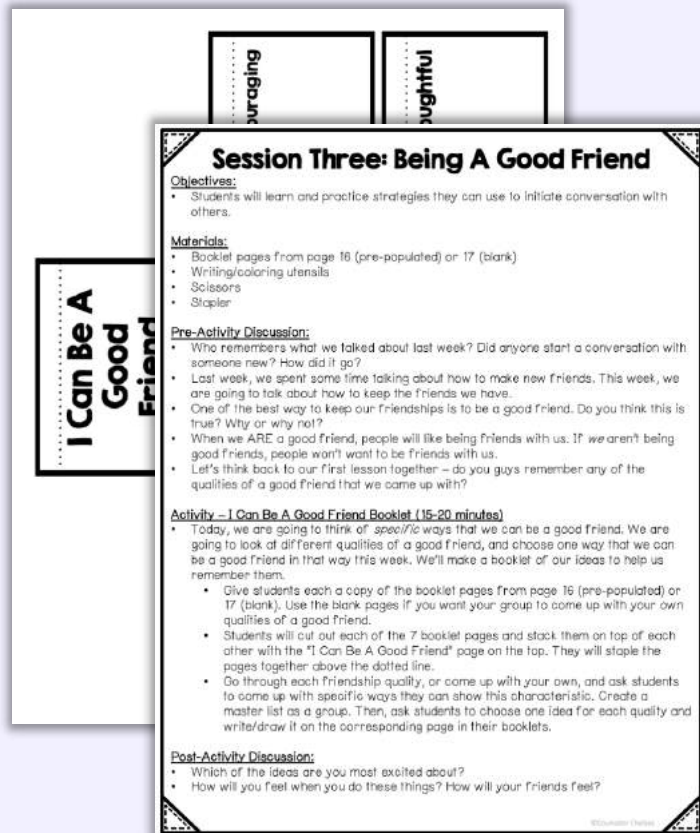 ouraging
oughtful
I Can Be A
Good
Friend
Session Three: Being A Good Friend
Objectives:
• Students will learn and practice strategies they can use to initiate conversation with
others.
Materials:
• Booklet pages from page 16 (pre-populated) or 17 (blank)
• Writing/coloring utensils
• Scissors
• Stapler
Pre-Activity Discussion:
• Who remembers what we talked about last week? Did anyone start a conversation with
someone new? How did it go?
• Last week, we spent some time talking about how to make new friends. This week, we
are going to talk about how to keep the friends we have.
• One of the best way to keep our friendships is to be a good friend. Do you think this is
true? Why or why not?
• When we ARE a good friend, people will like being friends with us. If we aren't being
good friends, people won't want to be friends with us.
• Let's think back to our first lesson together – do you guys remember any of the
qualities of a good friend that we came up with?
Activity – I Can Be A Good Friend Booklet (15-20 minutes)
• Today, we are going to think of specific ways that we can be a good friend. We are
going to look at different qualities of a good friend, and choose one way that we can
be a good friend in that way this week. We'll make a booklet of our ideas to help us
remember them.
• Give students each a copy of the booklet pages from page 16 (pre-populated) or
17 (blank). Use the blank pages if you want your group to come up with your own
qualities of a good friend.
• Students will cut out each of the 7 booklet pages and stack them on top of each
other with the "I Can Be A Good Friend" page on the top. They will staple the
pages together above the dotted line.
• Go through each friendship quality, or come up with your own, and ask students
to come up with specific ways they can show this characteristic. Create a
master list as a group. Then, ask students to choose one idea for each quality and
write/draw it on the corresponding page in their booklets.
Post-Activity Discussion:
• Which of the ideas are you most excited about?
• How will you feel when you do these things? How will your friends feel?